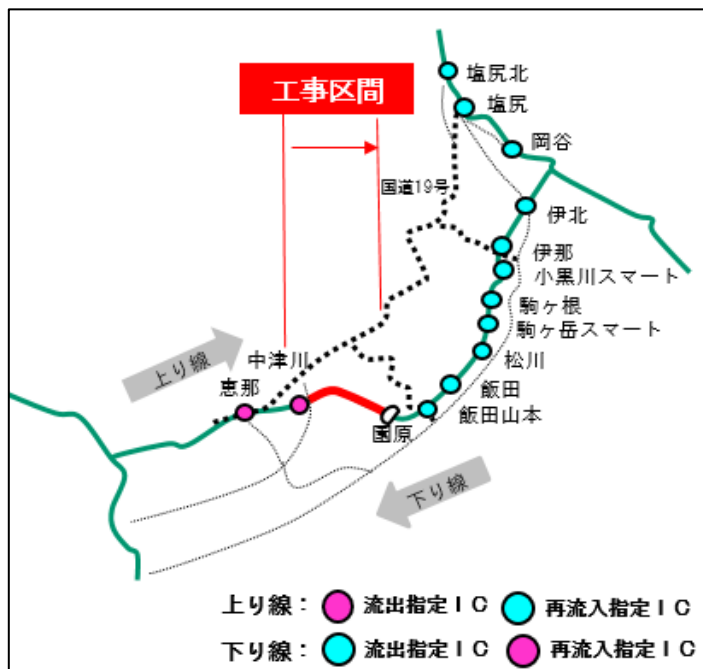 工事区間
塩尻北
塩尻
岡谷
国道19号
伊北
伊那
小黒川スマート
駒ヶ根
駒ヶ岳スマート
松川
飯田
飯田山本
園原
中津川
恵那
上り線
下り線
上り線： 流出指定ＩＣ 再流入指定ＩＣ
下り線： 流出指定ＩＣ 再流入指定ＩＣ